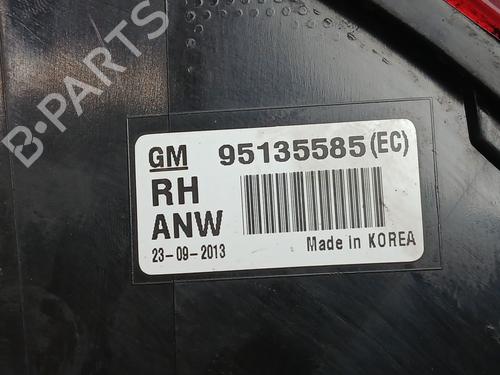 GM 95135585(EC)
RH
ANW
23-09-2013 Made in KOREA
B-PARTS